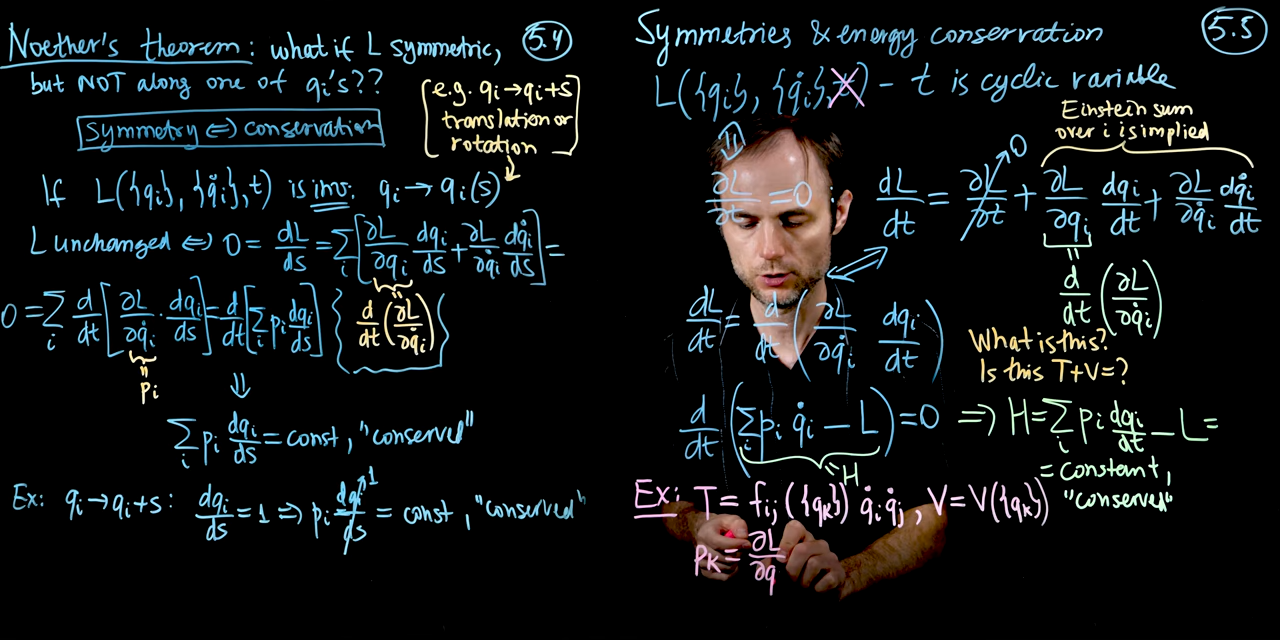 Noether's theorem: what if L symmetric, 5.4
but NOT along one of qi's??
e.g. qi→qi+s
translation or
rotation
Symmetry ⇔ conservation
If L({qi}, {q̇i}, t) is inv. qi → qi(s)
L unchanged ⇔ 0 = dL/ds = Σi [∂L/∂qi dqi/ds + ∂L/∂q̇i dq̇i/ds] =
0 = Σi d/dt [∂L/∂q̇i · dqi/ds] = d/dt [Σi pi dqi/ds] { d/dt (∂L/∂q̇i) }
pi
⇓
Σi pi dqi/ds = const, "conserved"
Ex: qi → qi+s: dqi/ds = 1 ⇒ pi dqi/ds 1 = const, "conserved"
Symmetries & energy conservation 5.5
L({qi}, {q̇i}, t) – t is cyclic variable
Einstein sum
over i is implied
⇓
∂L/∂t = 0 : dL/dt = ∂L/∂t 0 + ∂L/∂qi dqi/dt + ∂L/∂q̇i dq̇i/dt
d/dt (∂L/∂q̇i)
dL/dt = d/dt (∂L/∂q̇i dqi/dt)
What is this?
Is this T+V=?
d/dt (Σi pi q̇i – L) = 0 ⇒ H = Σi pi dqi/dt – L =
= constant,
"conserved"
H
Ex: T = fij ({qk}) q̇i q̇j, V = V({qk})
pk = ∂L/∂q